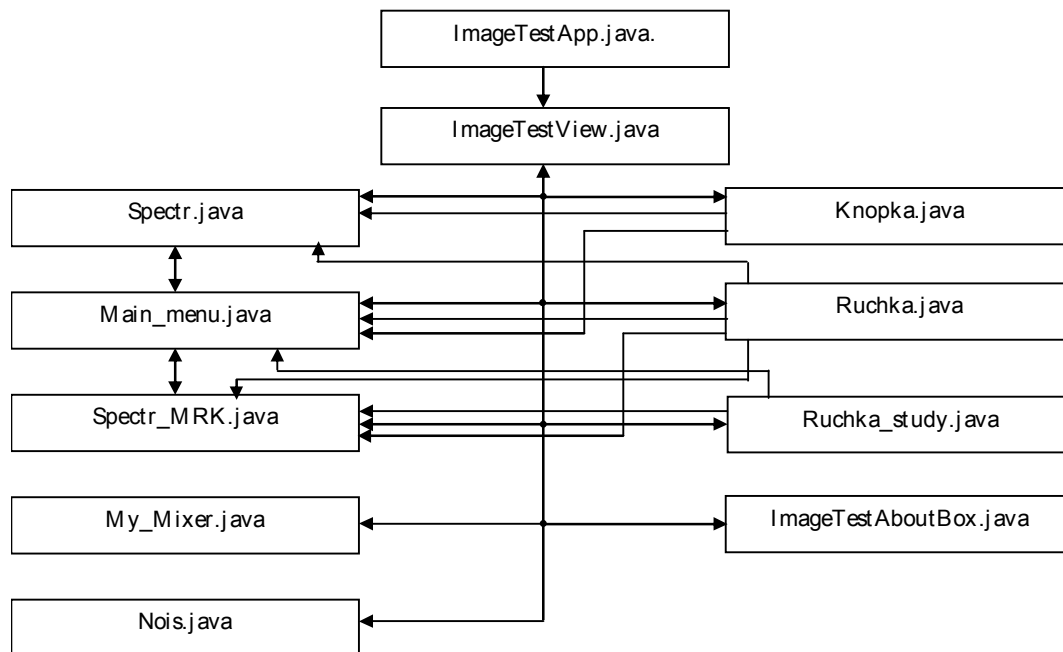 ImageTestApp.java.
ImageTestView.java
Spectr.java
Knopka.java
Main_menu.java
Ruchka.java
Spectr_MRK.java
Ruchka_study.java
My_Mixer.java
ImageTestAboutBox.java
Nois.java